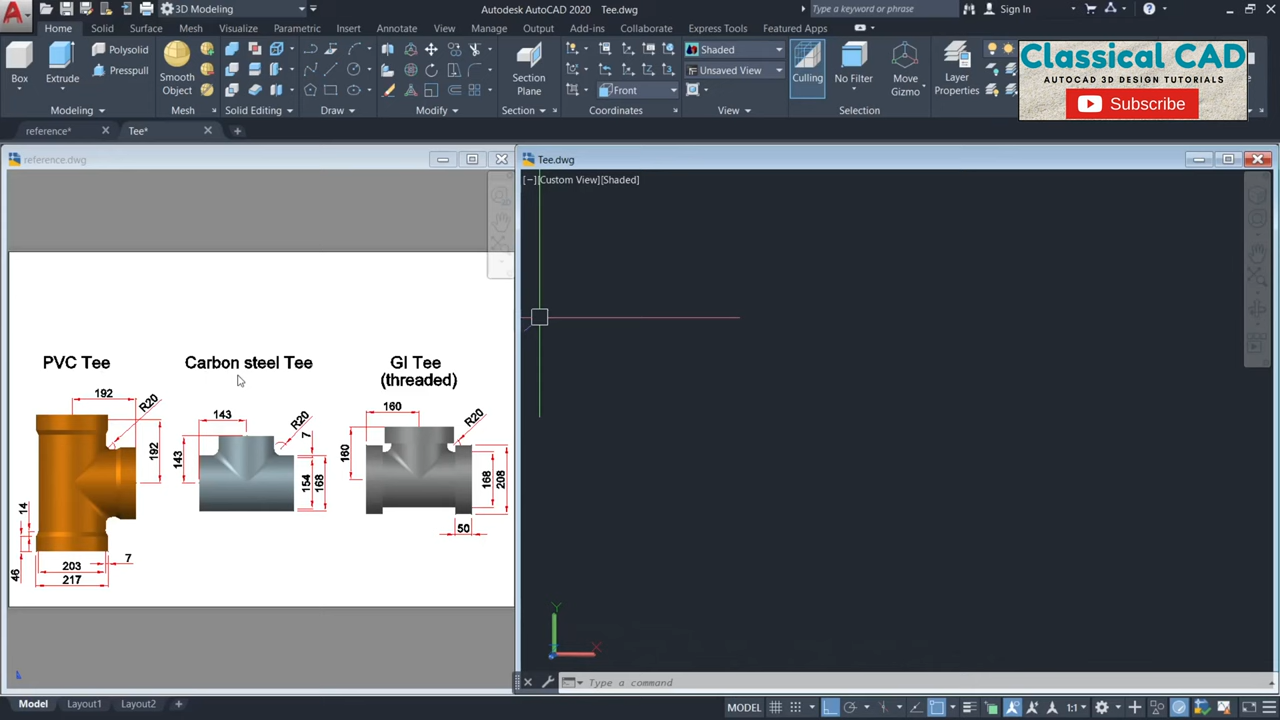 3D Modeling
Autodesk AutoCAD 2020 Tee.dwg
Type a keyword or phrase
Sign In
Home Solid Surface Mesh Visualize Parametric Insert Annotate View Output Add-ins Collaborate Express Tools Featured Apps
Box
Extrude
Polysolid
Presspull
Smooth
Object
Section
Plane
Shaded
Unsaved View
Front
Culling
No Filter
Move
Gizmo
Layer
Properties
Modeling
Mesh
Solid Editing
Draw
Modify
Section
Coordinates
View
Selection
Classical CAD
AUTOCAD 3D DESIGN TUTORIALS
Subscribe
reference*
Tee*
reference.dwg
Tee.dwg
[−][Custom View][Shaded]
PVC Tee
Carbon steel Tee
GI Tee
(threaded)
192
R20
192
14
46
7
203
217
143
R20
7
143
154
168
160
R20
160
168
208
50
Y
X
Type a command
Model Layout1 Layout2
MODEL
1:1